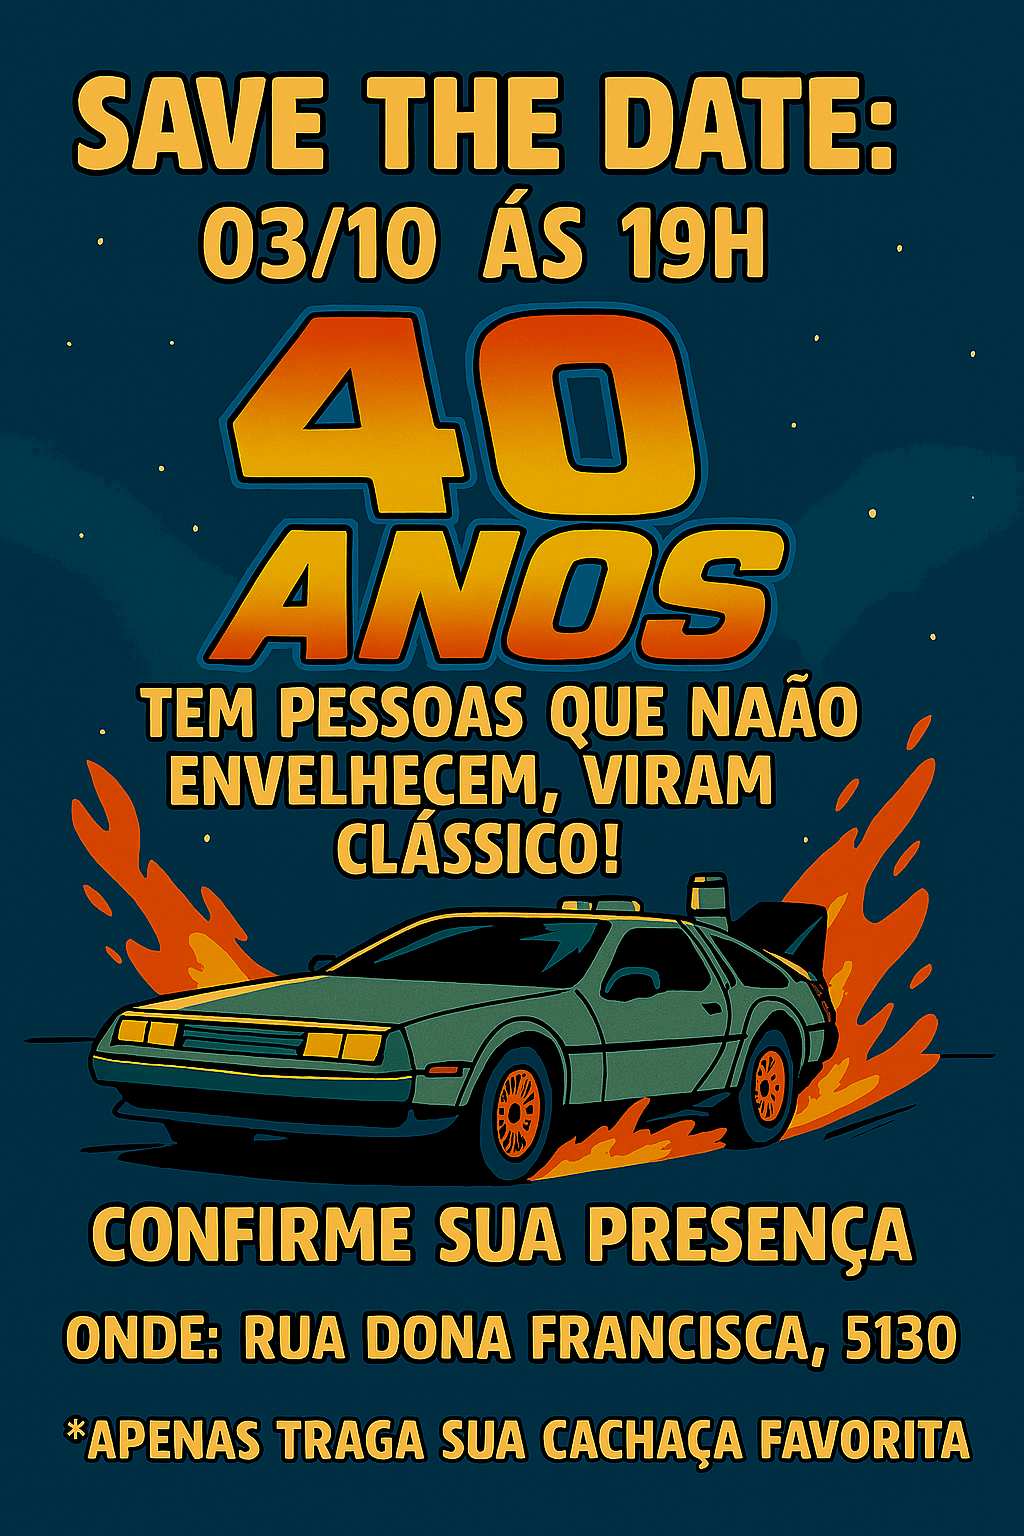 SAVE THE DATE:
03/10 ÁS 19H
40
ANOS
TEM PESSOAS QUE NAÃO
ENVELHECEM, VIRAM
CLÁSSICO!
CONFIRME SUA PRESENÇA
ONDE: RUA DONA FRANCISCA, 5130
*APENAS TRAGA SUA CACHAÇA FAVORITA